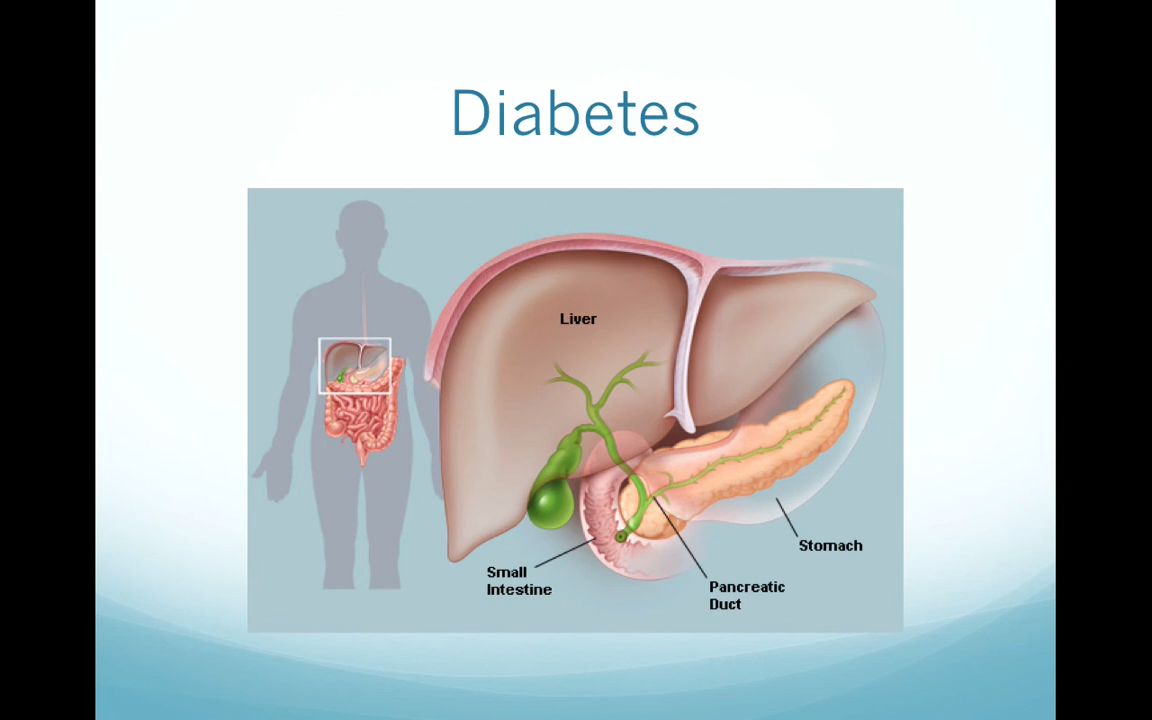 Diabetes
Liver
Stomach
Small
Intestine
Pancreatic
Duct